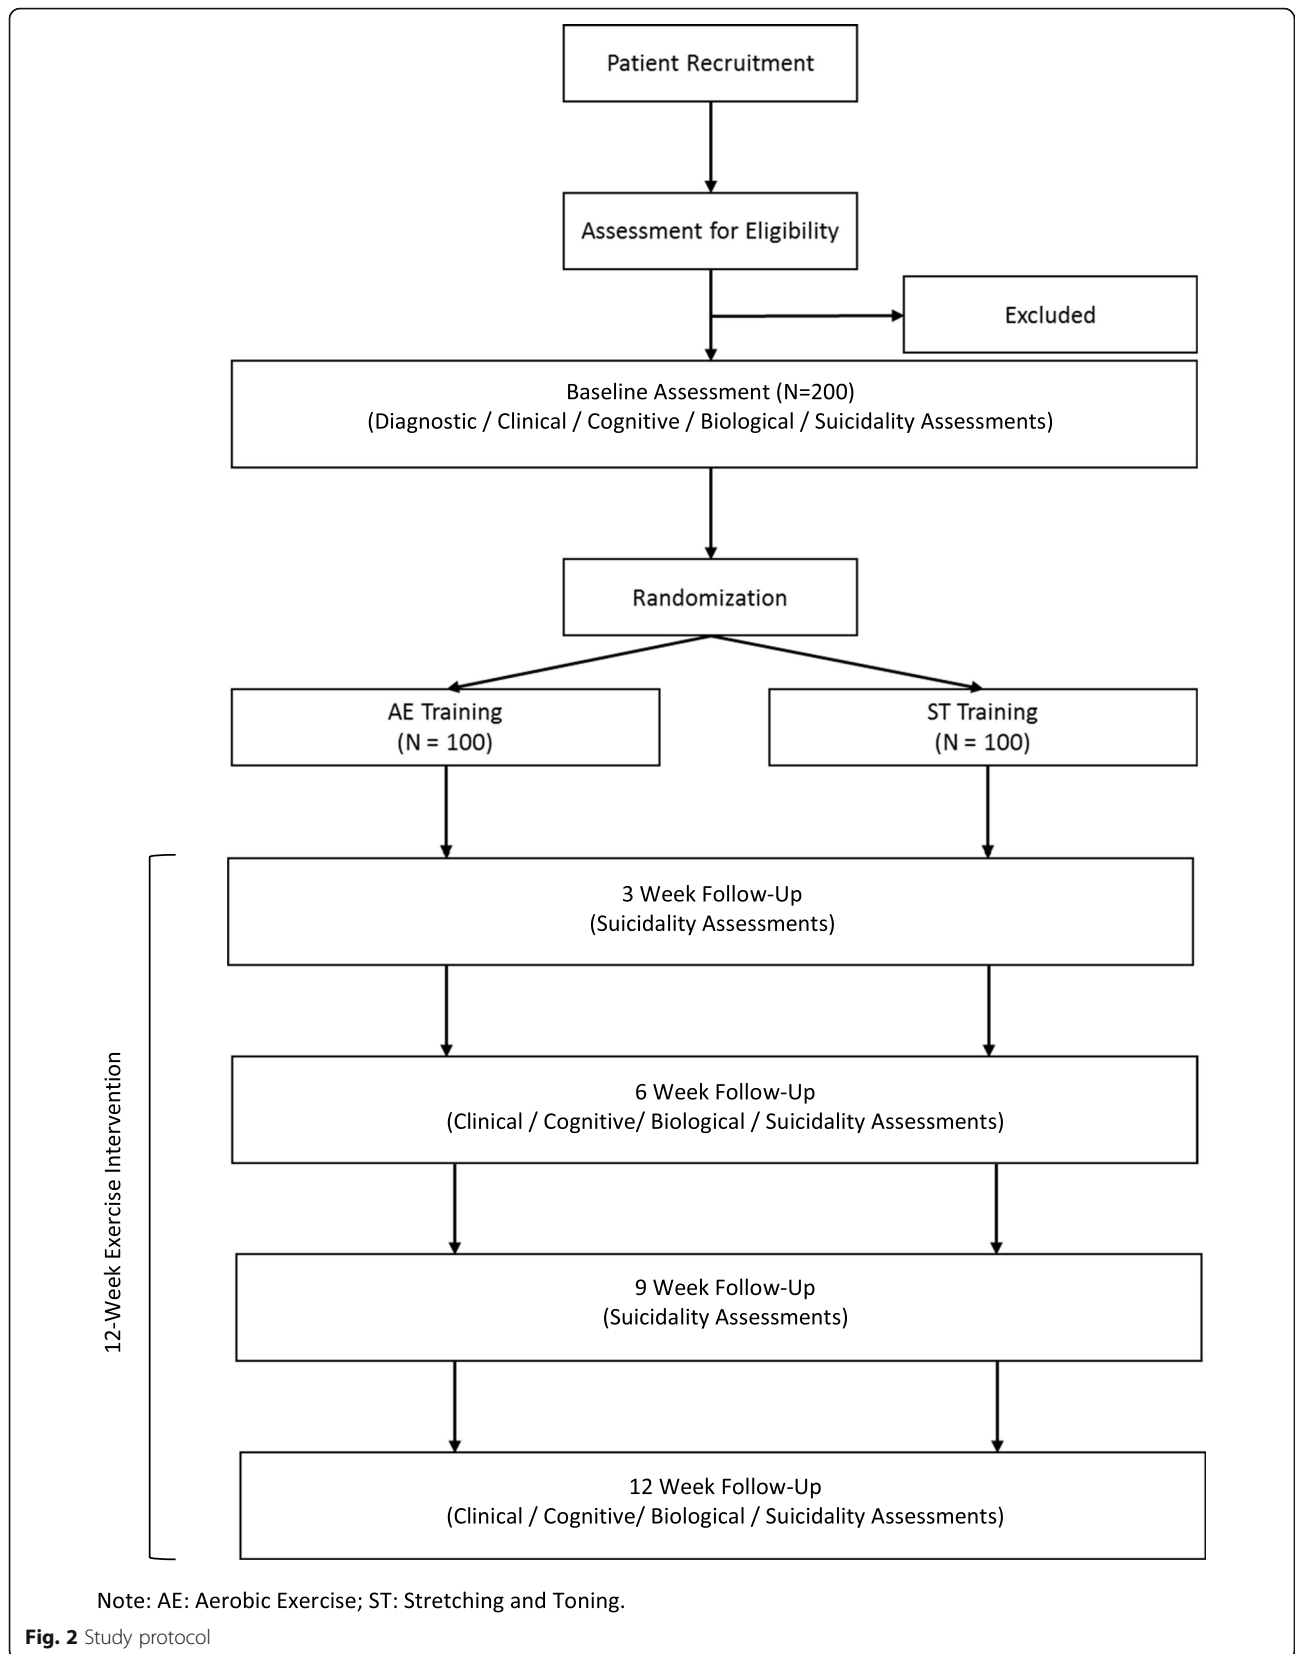 Patient Recruitment
Assessment for Eligibility
Excluded
Baseline Assessment (N=200)
(Diagnostic / Clinical / Cognitive / Biological / Suicidality Assessments)
Randomization
AE Training
(N = 100)
ST Training
(N = 100)
12-Week Exercise Intervention
3 Week Follow-Up
(Suicidality Assessments)
6 Week Follow-Up
(Clinical / Cognitive/ Biological / Suicidality Assessments)
9 Week Follow-Up
(Suicidality Assessments)
12 Week Follow-Up
(Clinical / Cognitive/ Biological / Suicidality Assessments)
Note: AE: Aerobic Exercise; ST: Stretching and Toning.
Fig. 2 Study protocol